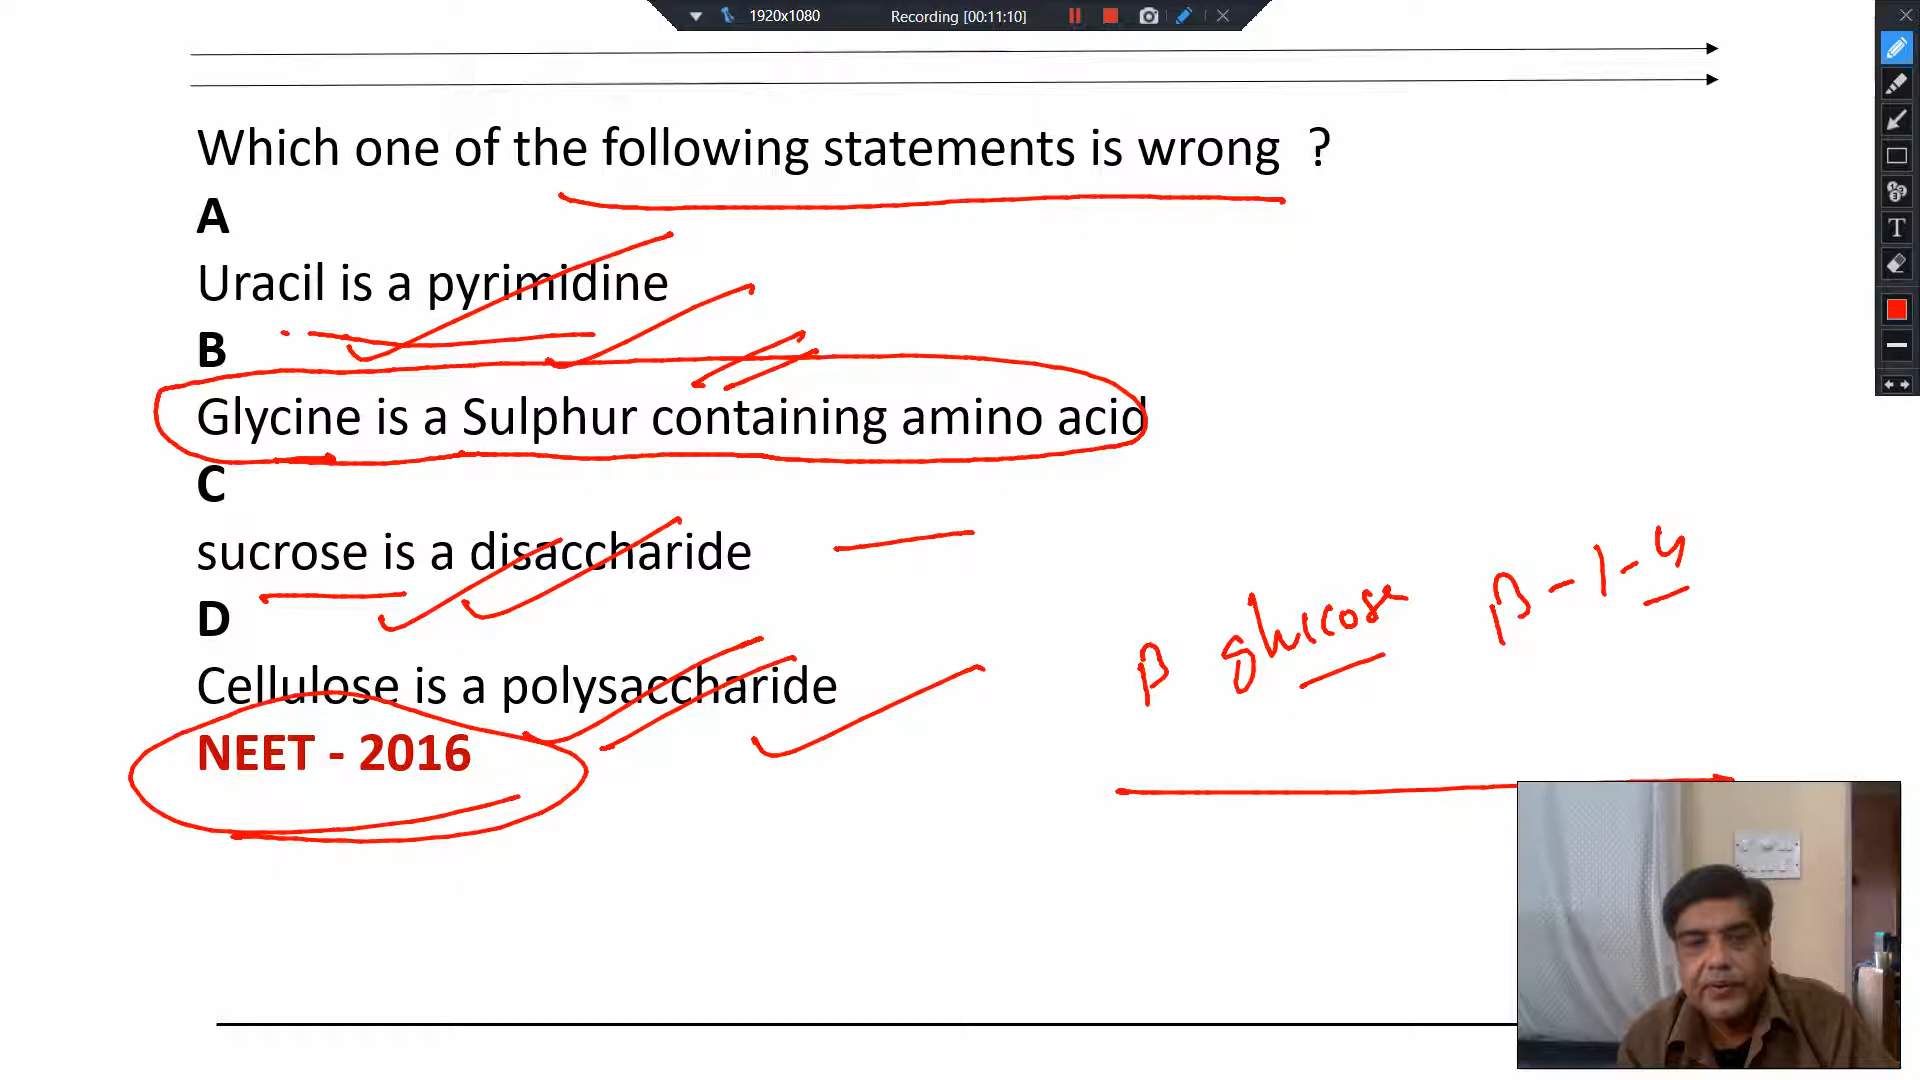 1920x1080 Recording [00:11:10]
Which one of the following statements is wrong ?
A
Uracil is a pyrimidine
B
Glycine is a Sulphur containing amino acid
C
sucrose is a disaccharide
D
Cellulose is a polysaccharide
NEET - 2016
β glucose β-1-4